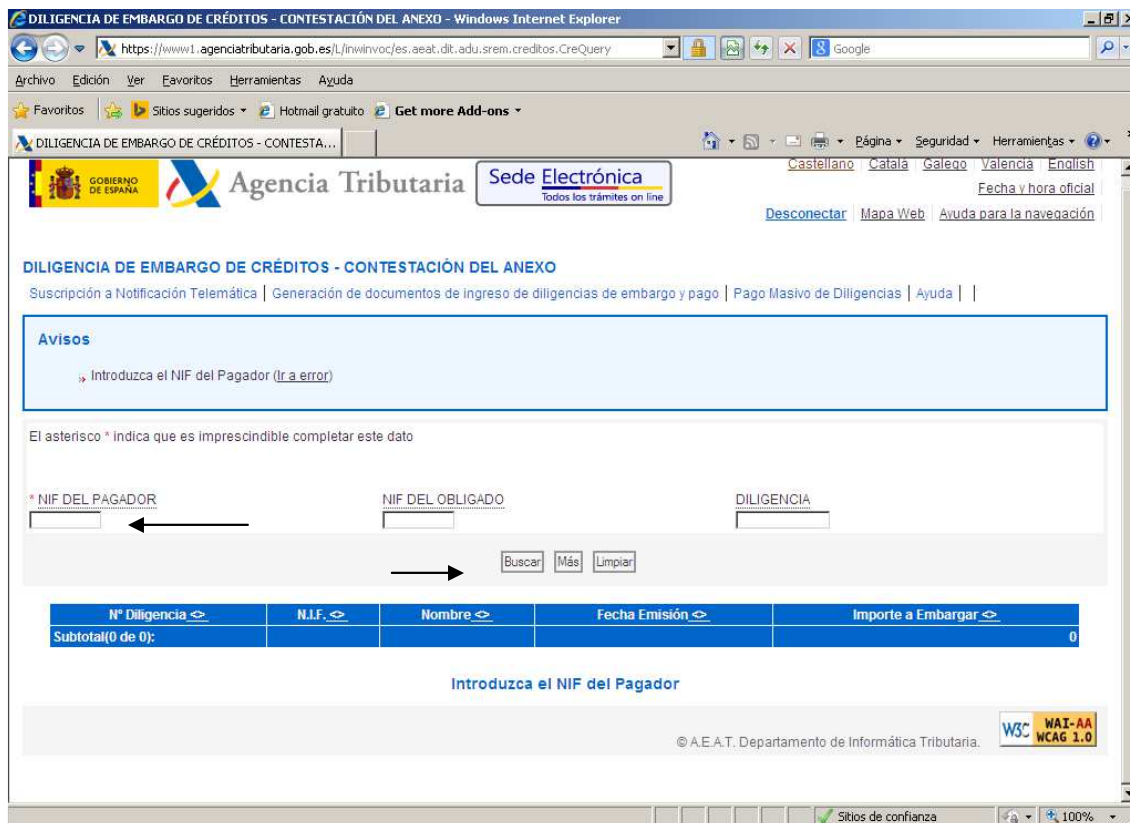 DILIGENCIA DE EMBARGO DE CRÉDITOS - CONTESTACIÓN DEL ANEXO - Windows Internet Explorer
https://www1.agenciatributaria.gob.es/L/inwinvoc/es.aeat.dit.adu.srem.creditos.CreQuery
Google
Archivo Edición Ver Favoritos Herramientas Ayuda
Favoritos Sitios sugeridos Hotmail gratuito Get more Add-ons
DILIGENCIA DE EMBARGO DE CRÉDITOS - CONTESTA... Página Seguridad Herramientas
Castellano Català Galego Valencià English
GOBIERNO DE ESPAÑA
Agencia Tributaria
Sede Electrónica
Todos los trámites on line
Fecha y hora oficial
Desconectar Mapa Web Ayuda para la navegación
DILIGENCIA DE EMBARGO DE CRÉDITOS - CONTESTACIÓN DEL ANEXO
Suscripción a Notificación Telemática | Generación de documentos de ingreso de diligencias de embargo y pago | Pago Masivo de Diligencias | Ayuda | |
Avisos
Introduzca el NIF del Pagador (Ir a error)
El asterisco * indica que es imprescindible completar este dato
* NIF DEL PAGADOR NIF DEL OBLIGADO DILIGENCIA
Buscar Más Limpiar
Nº Diligencia <> N.I.F. <> Nombre <> Fecha Emisión <> Importe a Embargar <>
Subtotal(0 de 0): 0
Introduzca el NIF del Pagador
© A.E.A.T. Departamento de Informática Tributaria.
W3C WAI-AA WCAG 1.0
Sitios de confianza 100%